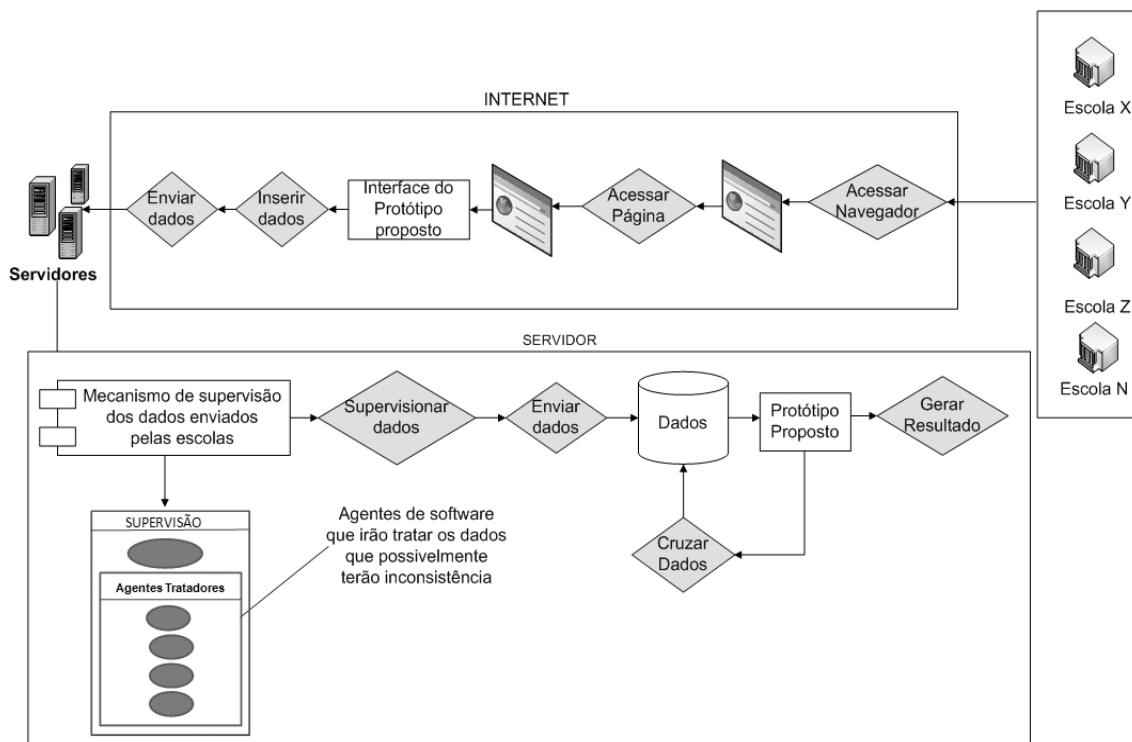 INTERNET
Escola X
Escola Y
Escola Z
Escola N
Acessar
Navegador
Acessar
Página
Interface do
Protótipo
proposto
Inserir
dados
Enviar
dados
Servidores
SERVIDOR
Mecanismo de supervisão
dos dados enviados
pelas escolas
Supervisionar
dados
Enviar
dados
Dados
Protótipo
Proposto
Gerar
Resultado
Cruzar
Dados
SUPERVISÃO
Agentes Tratadores
Agentes de software
que irão tratar os dados
que possivelmente
terão inconsistência